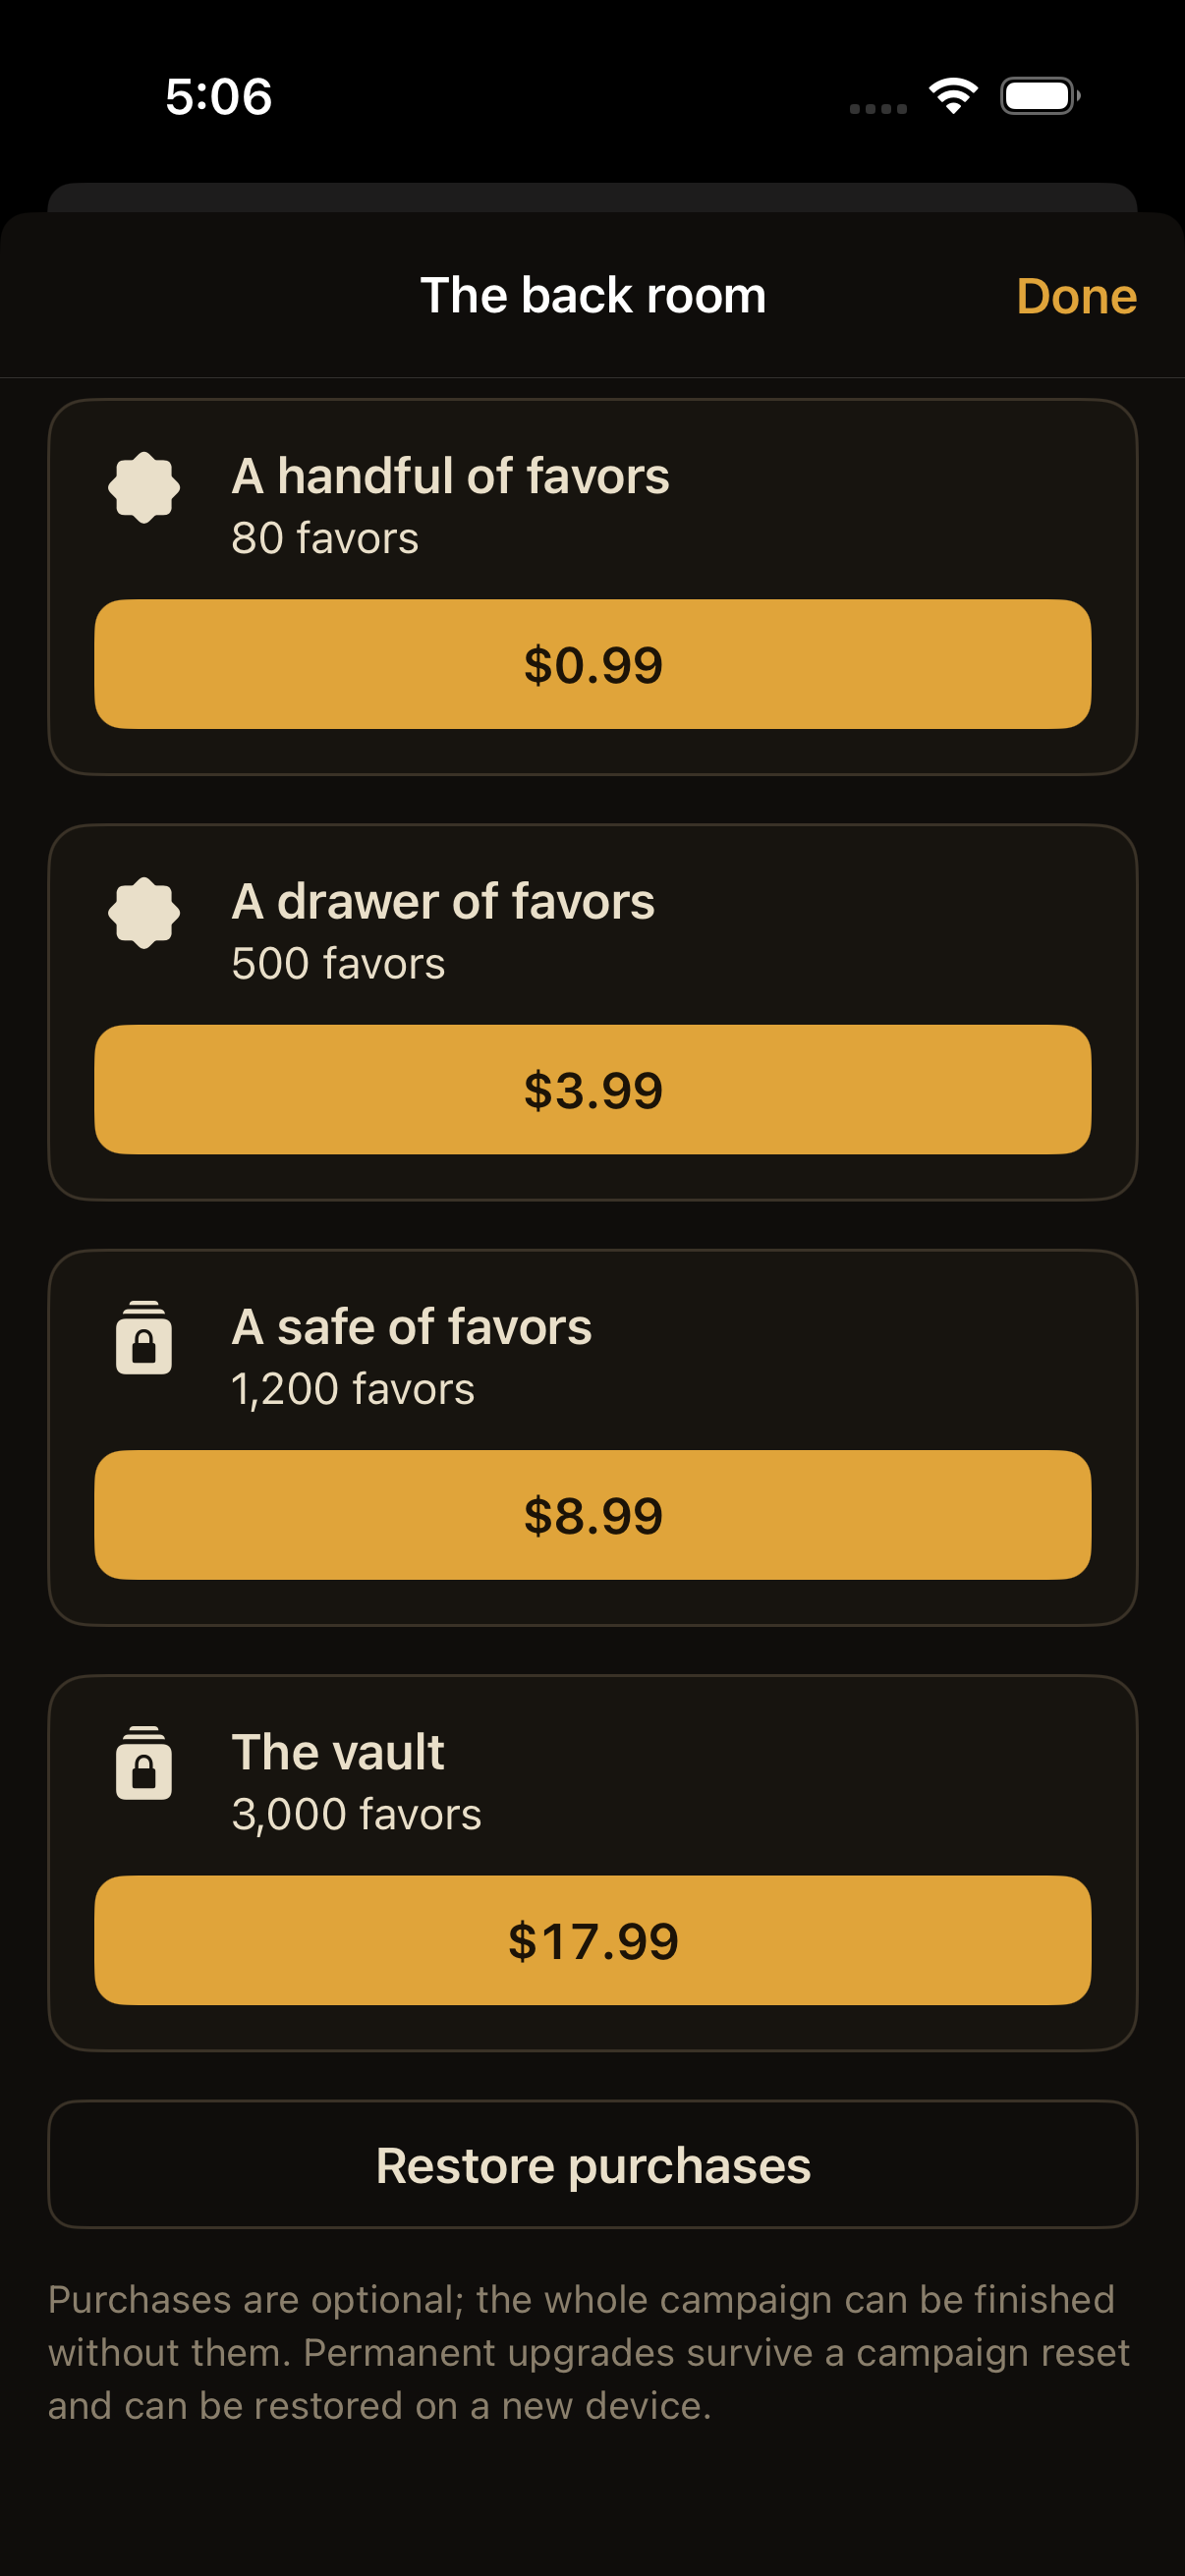 5:06
The back room
Done
A handful of favors
80 favors
$0.99
A drawer of favors
500 favors
$3.99
A safe of favors
1,200 favors
$8.99
The vault
3,000 favors
$17.99
Restore purchases
Purchases are optional; the whole campaign can be finished
without them. Permanent upgrades survive a campaign reset
and can be restored on a new device.